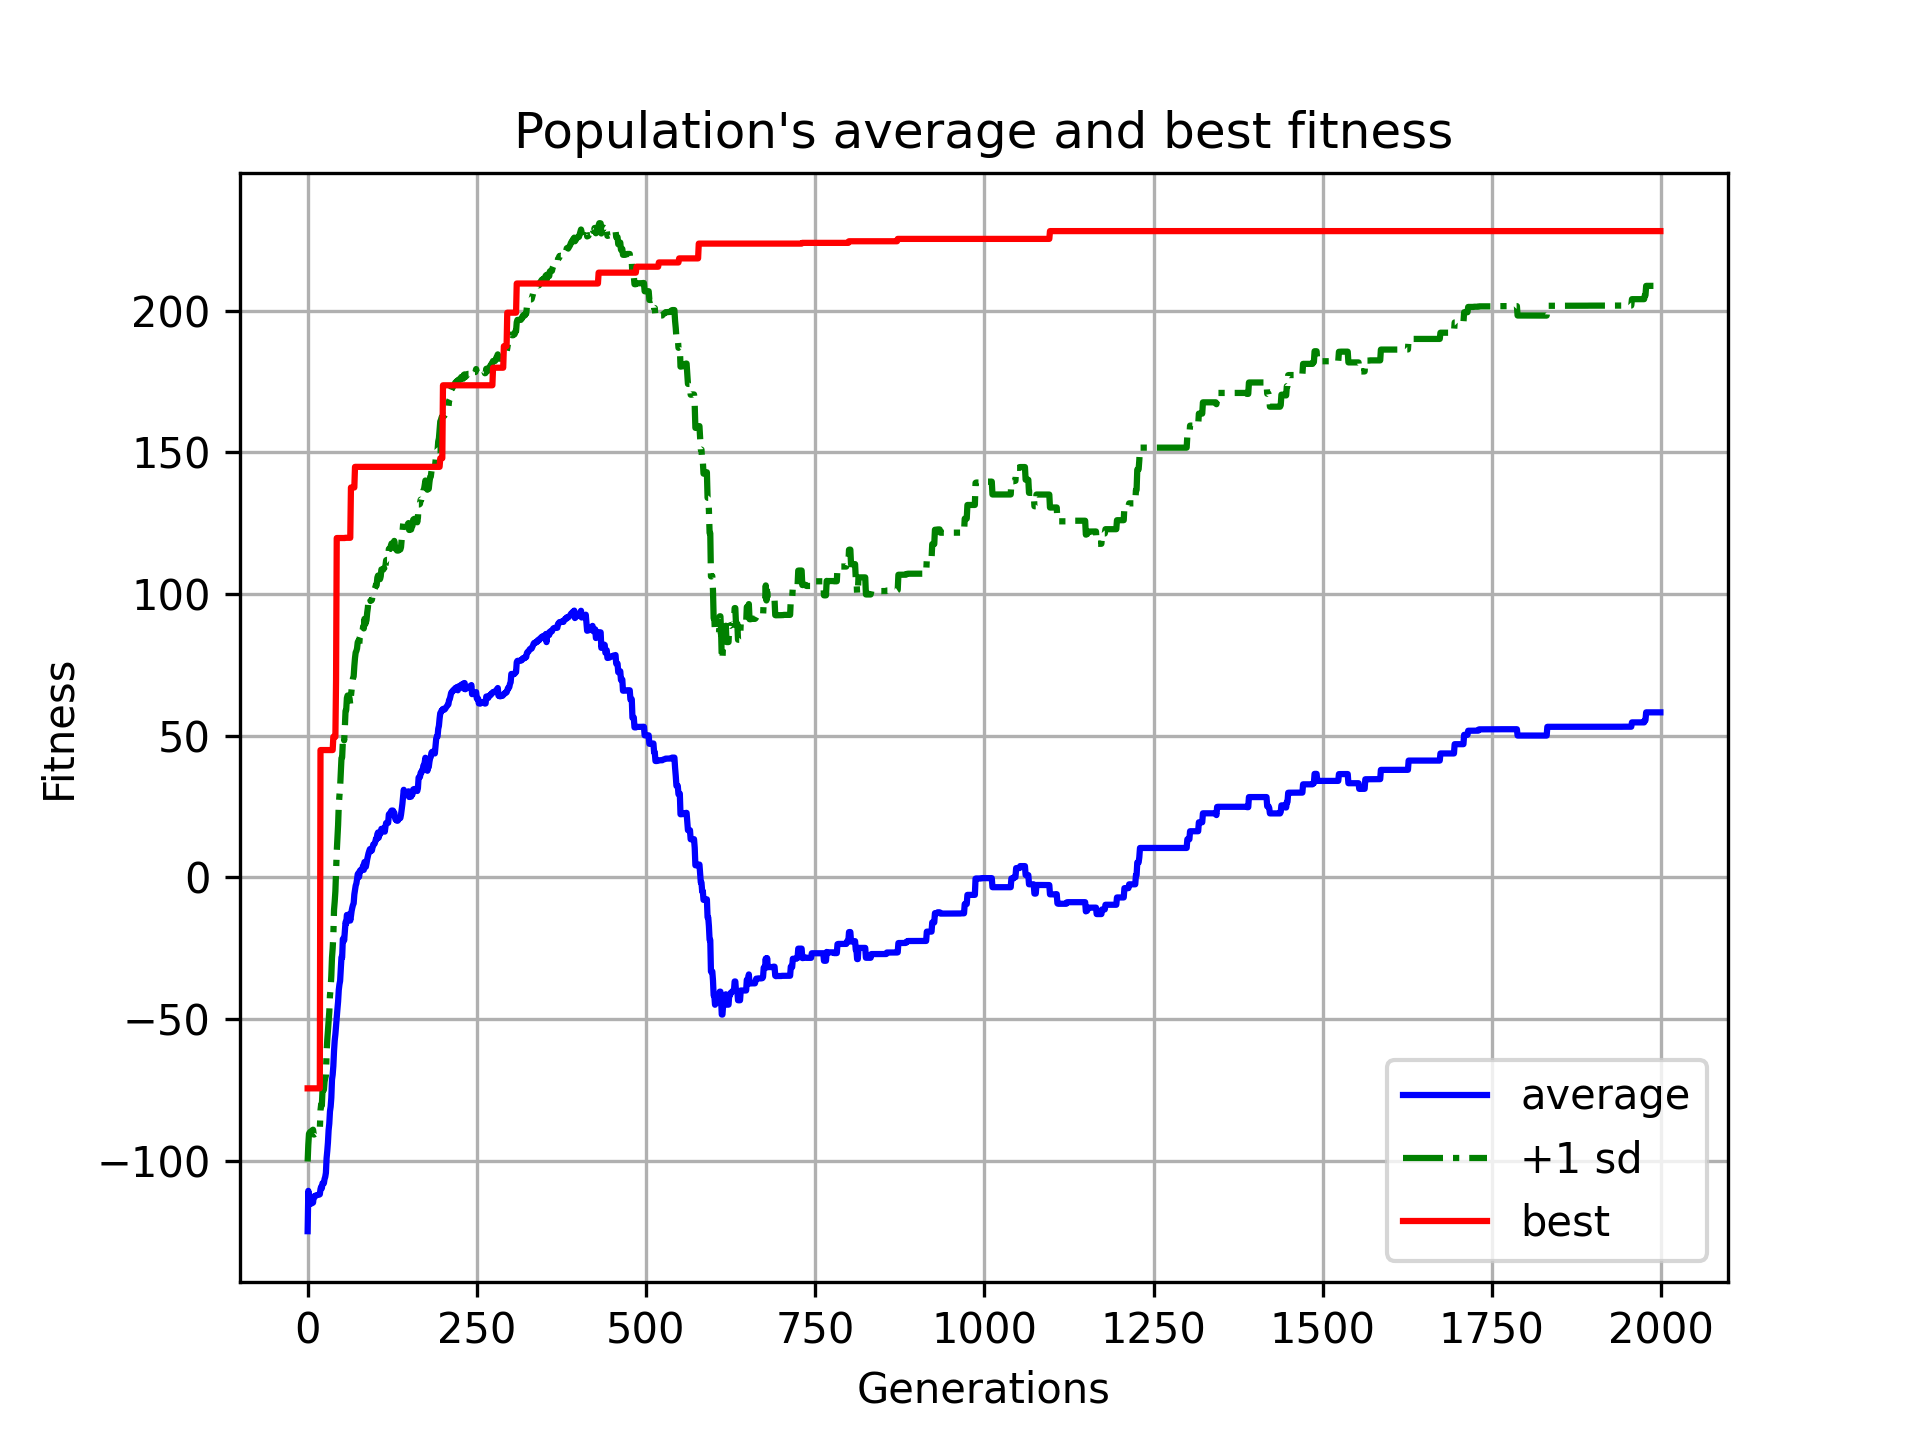 Population's average and best fitness
Fitness
200
150
100
50
0
−50
−100
0 250 500 750 1000 1250 1500 1750 2000
Generations
average
+1 sd
best